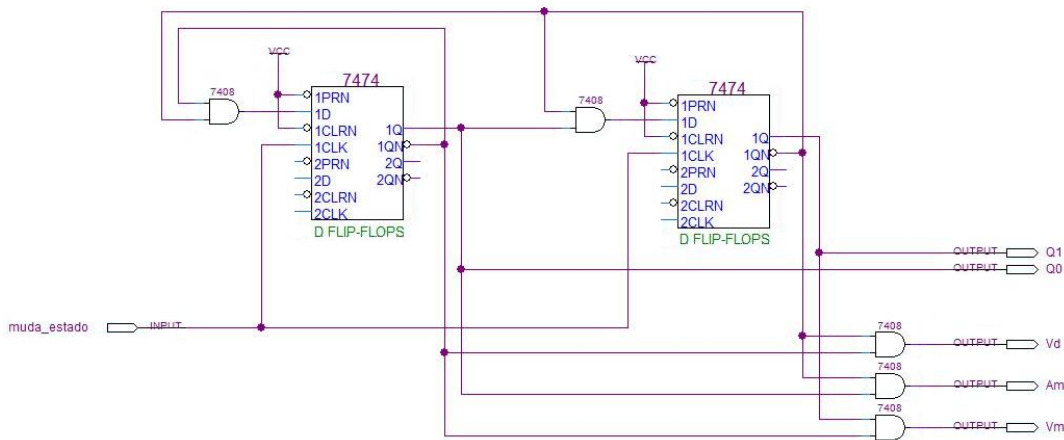 VCC
7474
7408
1PRN
1D
1CLRN
1Q
1CLK
1QN
2PRN
2Q
2D
2QN
2CLRN
2CLK
D FLIP-FLOPS
VCC
7474
7408
1PRN
1D
1CLRN
1Q
1CLK
1QN
2PRN
2Q
2D
2QN
2CLRN
2CLK
D FLIP-FLOPS
OUTPUT Q1
OUTPUT Q0
muda_estado INPUT
7408
OUTPUT Vd
7408
OUTPUT Am
7408
OUTPUT